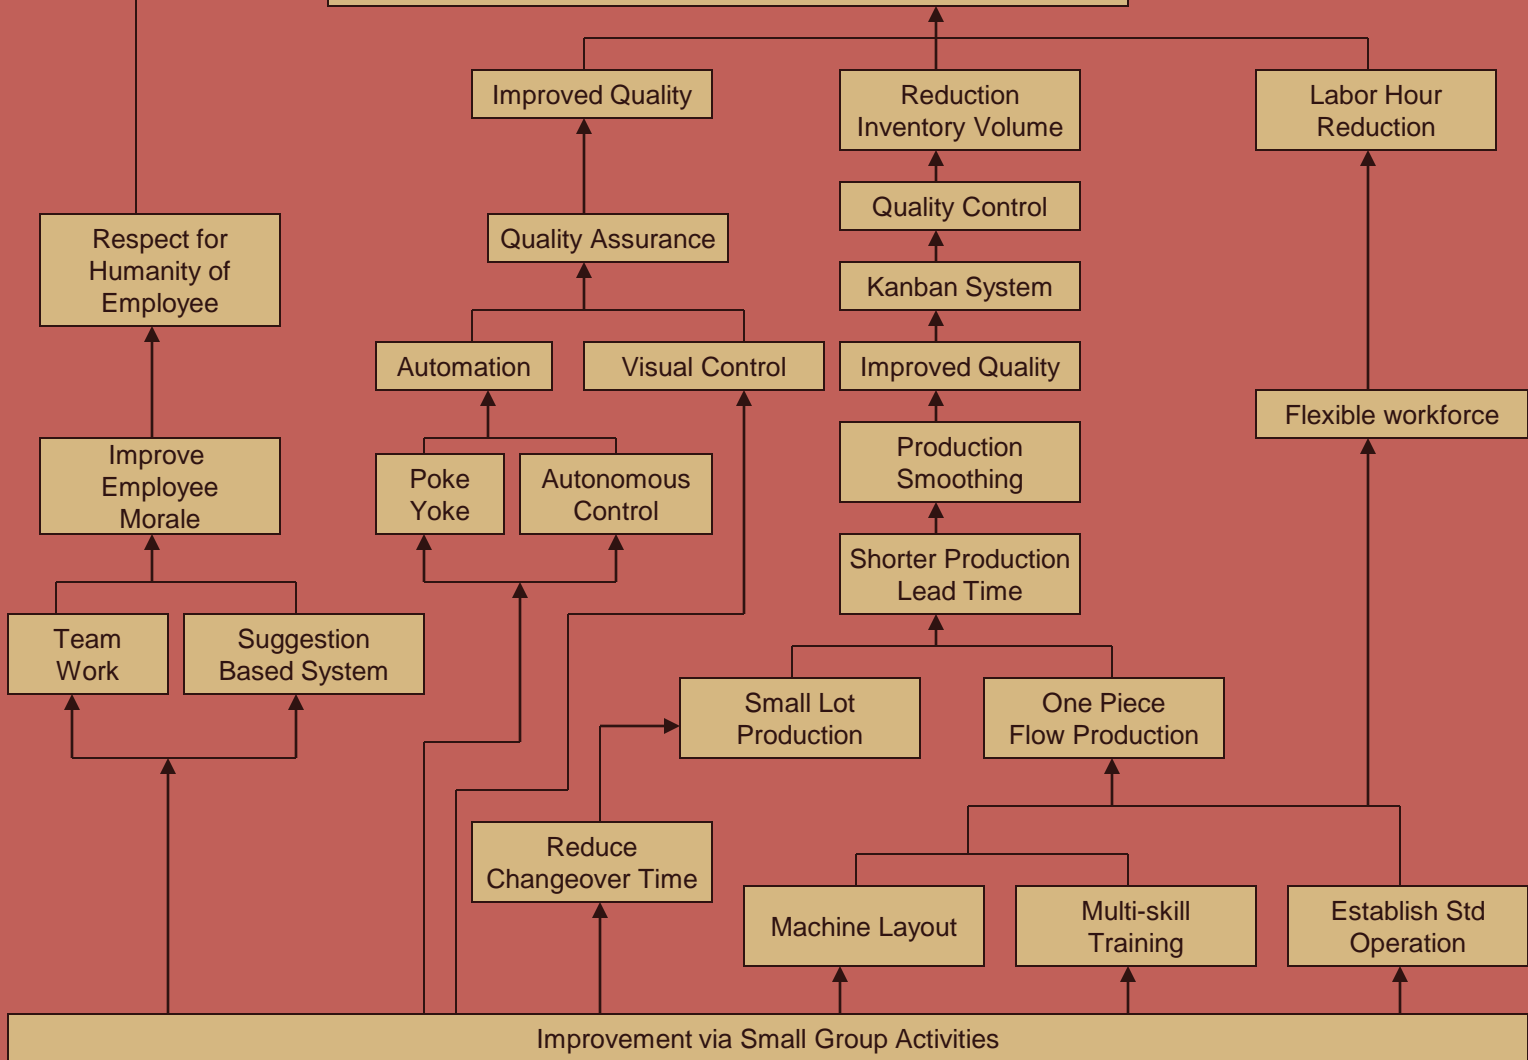 Improved Quality
Reduction
Inventory Volume
Labor Hour
Reduction
Quality Control
Respect for
Humanity of
Employee
Quality Assurance
Kanban System
Automation
Visual Control
Improved Quality
Flexible workforce
Improve
Employee
Morale
Poke
Yoke
Autonomous
Control
Production
Smoothing
Shorter Production
Lead Time
Team
Work
Suggestion
Based System
Small Lot
Production
One Piece
Flow Production
Reduce
Changeover Time
Machine Layout
Multi-skill
Training
Establish Std
Operation
Improvement via Small Group Activities